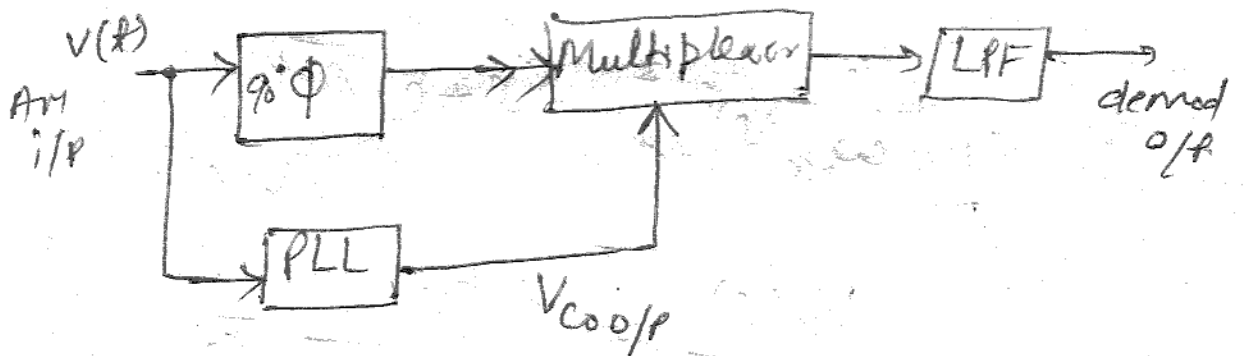 V(t)
AM
i/P
90° Φ
Multiplexer
LPF
demod
O/P
PLL
VCO O/P